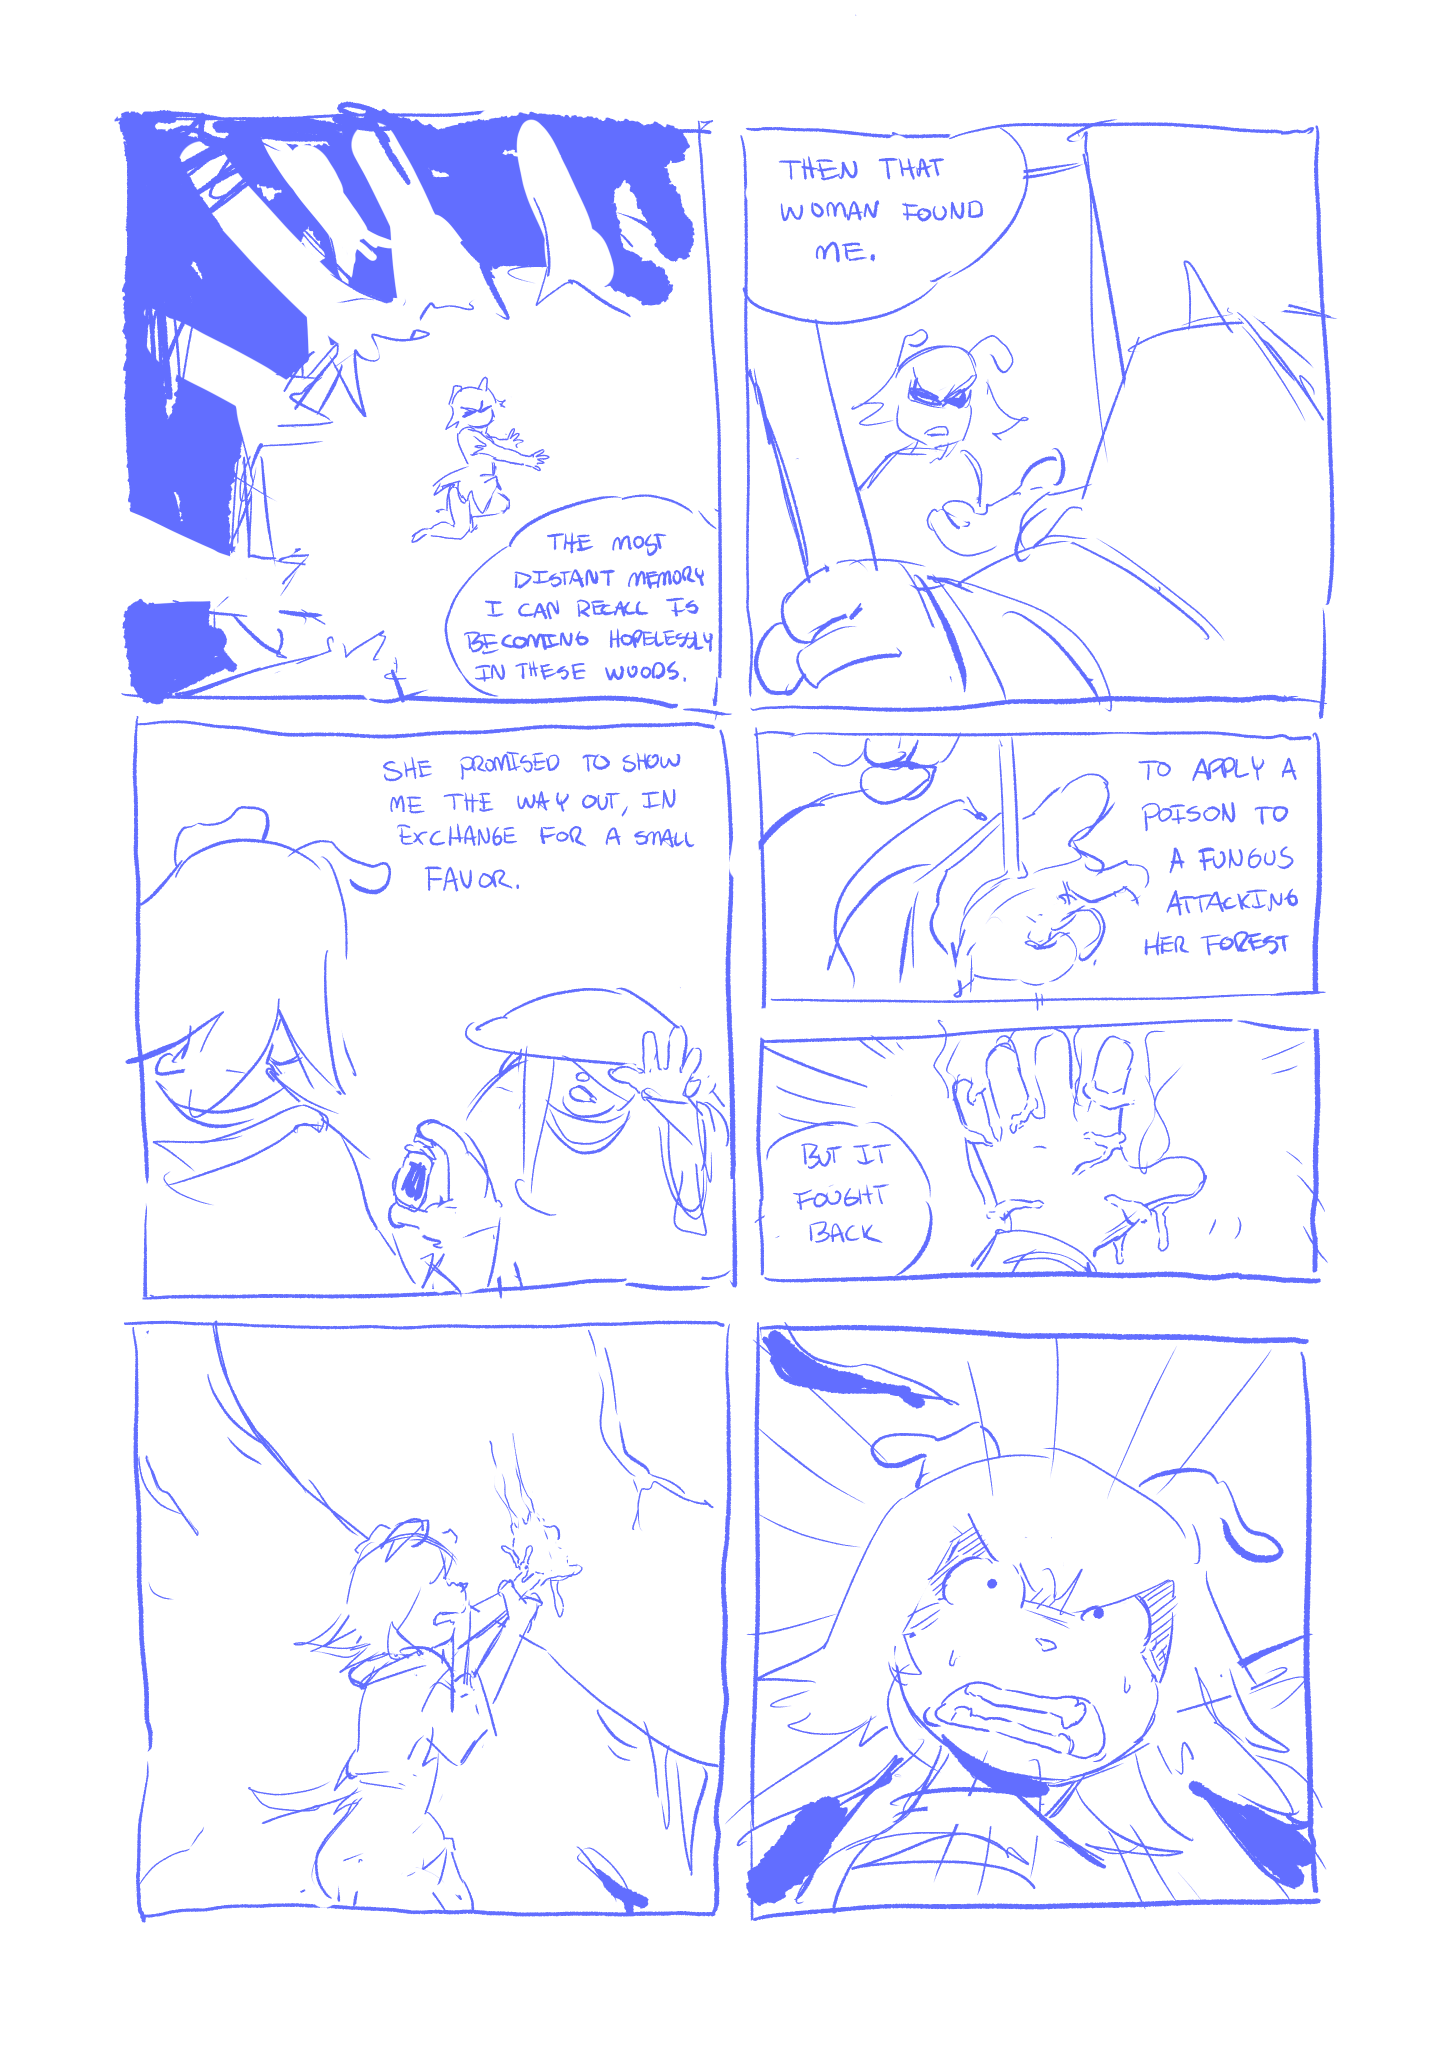 THE MOST
DISTANT MEMORY
I CAN RECALL IS
BECOMING HOPELESSLY
IN THESE WOODS.
THEN THAT
WOMAN FOUND
ME.
SHE PROMISED TO SHOW
ME THE WAY OUT, IN
EXCHANGE FOR A SMALL
FAVOR.
TO APPLY A
POISON TO
A FUNGUS
ATTACKING
HER FOREST
BUT IT
FOUGHT
BACK